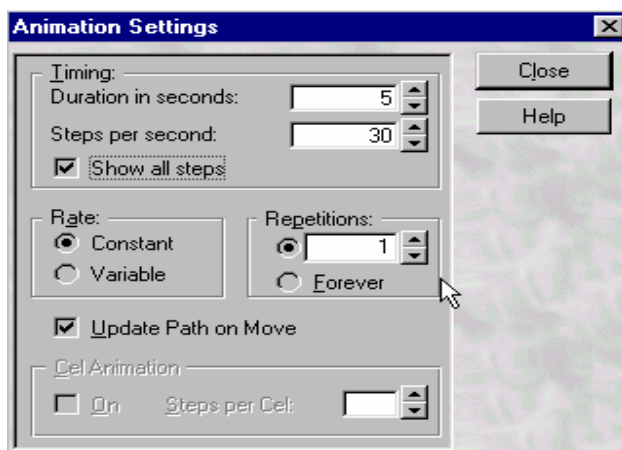 Animation Settings
Timing:
Duration in seconds: 5
Steps per second: 30
Show all steps
Rate:
Constant
Variable
Repetitions:
1
Forever
Update Path on Move
Cel Animation
On Steps per Cel:
Close
Help